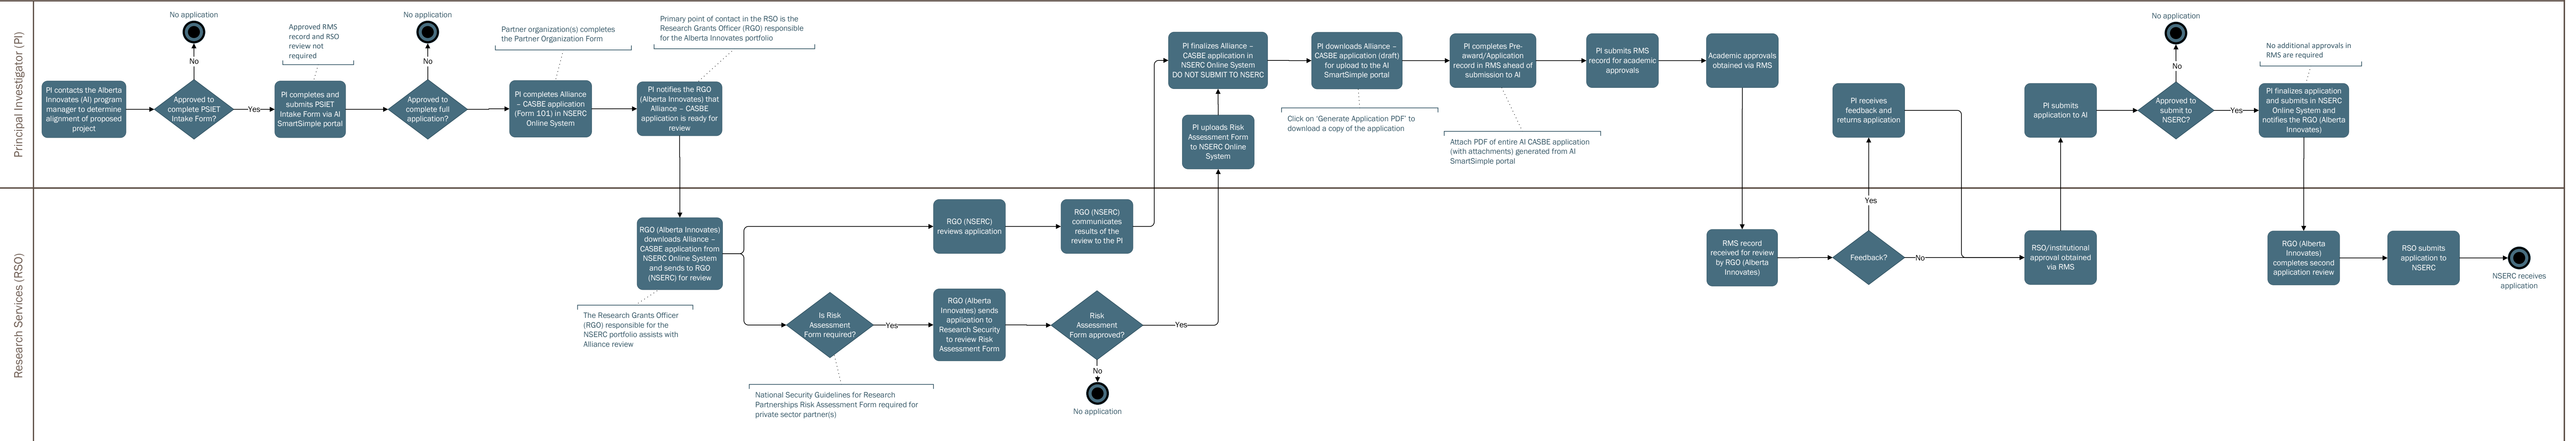 Principal Investigator (PI)
PI contacts the Alberta
Innovates (AI) program
manager to determine
alignment of proposed
project
No application
No
Approved to
complete PSIET
Intake Form?
Yes
Approved RMS
record and RSO
review not
required
PI completes and
submits PSIET
Intake Form via AI
SmartSimple portal
No application
No
Approved to
complete full
application?
Partner organization(s) completes
the Partner Organization Form
PI completes Alliance
– CASBE application
(Form 101) in NSERC
Online System
Primary point of contact in the RSO is the
Research Grants Officer (RGO) responsible
for the Alberta Innovates portfolio
PI notifies the RGO
(Alberta Innovates) that
Alliance – CASBE
application is ready for
review
PI finalizes Alliance –
CASBE application in
NSERC Online System
DO NOT SUBMIT TO NSERC
PI uploads Risk
Assessment Form
to NSERC Online
System
PI downloads Alliance –
CASBE application (draft)
for upload to the AI
SmartSimple portal
Click on 'Generate Application PDF' to
download a copy of the application
PI completes Pre-
award/Application
record in RMS ahead of
submission to AI
Attach PDF of entire AI CASBE application
(with attachments) generated from AI
SmartSimple portal
PI submits RMS
record for academic
approvals
Academic approvals
obtained via RMS
PI receives
feedback and
returns application
PI submits
application to AI
No application
No
Approved to
submit to
NSERC?
Yes
No additional approvals in
RMS are required
PI finalizes application
and submits in NSERC
Online System and
notifies the RGO (Alberta
Innovates)
Research Services (RSO)
RGO (Alberta Innovates)
downloads Alliance –
CASBE application from
NSERC Online System
and sends to RGO
(NSERC) for review
The Research Grants Officer
(RGO) responsible for the
NSERC portfolio assists with
Alliance review
RGO (NSERC)
reviews application
RGO (NSERC)
communicates
results of the
review to the PI
Is Risk
Assessment
Form required?
Yes
National Security Guidelines for Research
Partnerships Risk Assessment Form required for
private sector partner(s)
RGO (Alberta
Innovates) sends
application to
Research Security
to review Risk
Assessment Form
Risk
Assessment
Form approved?
Yes
No
No application
RMS record
received for review
by RGO (Alberta
Innovates)
Feedback?
Yes
No
RSO/institutional
approval obtained
via RMS
RGO (Alberta
Innovates)
completes second
application review
RSO submits
application to
NSERC
NSERC receives
application